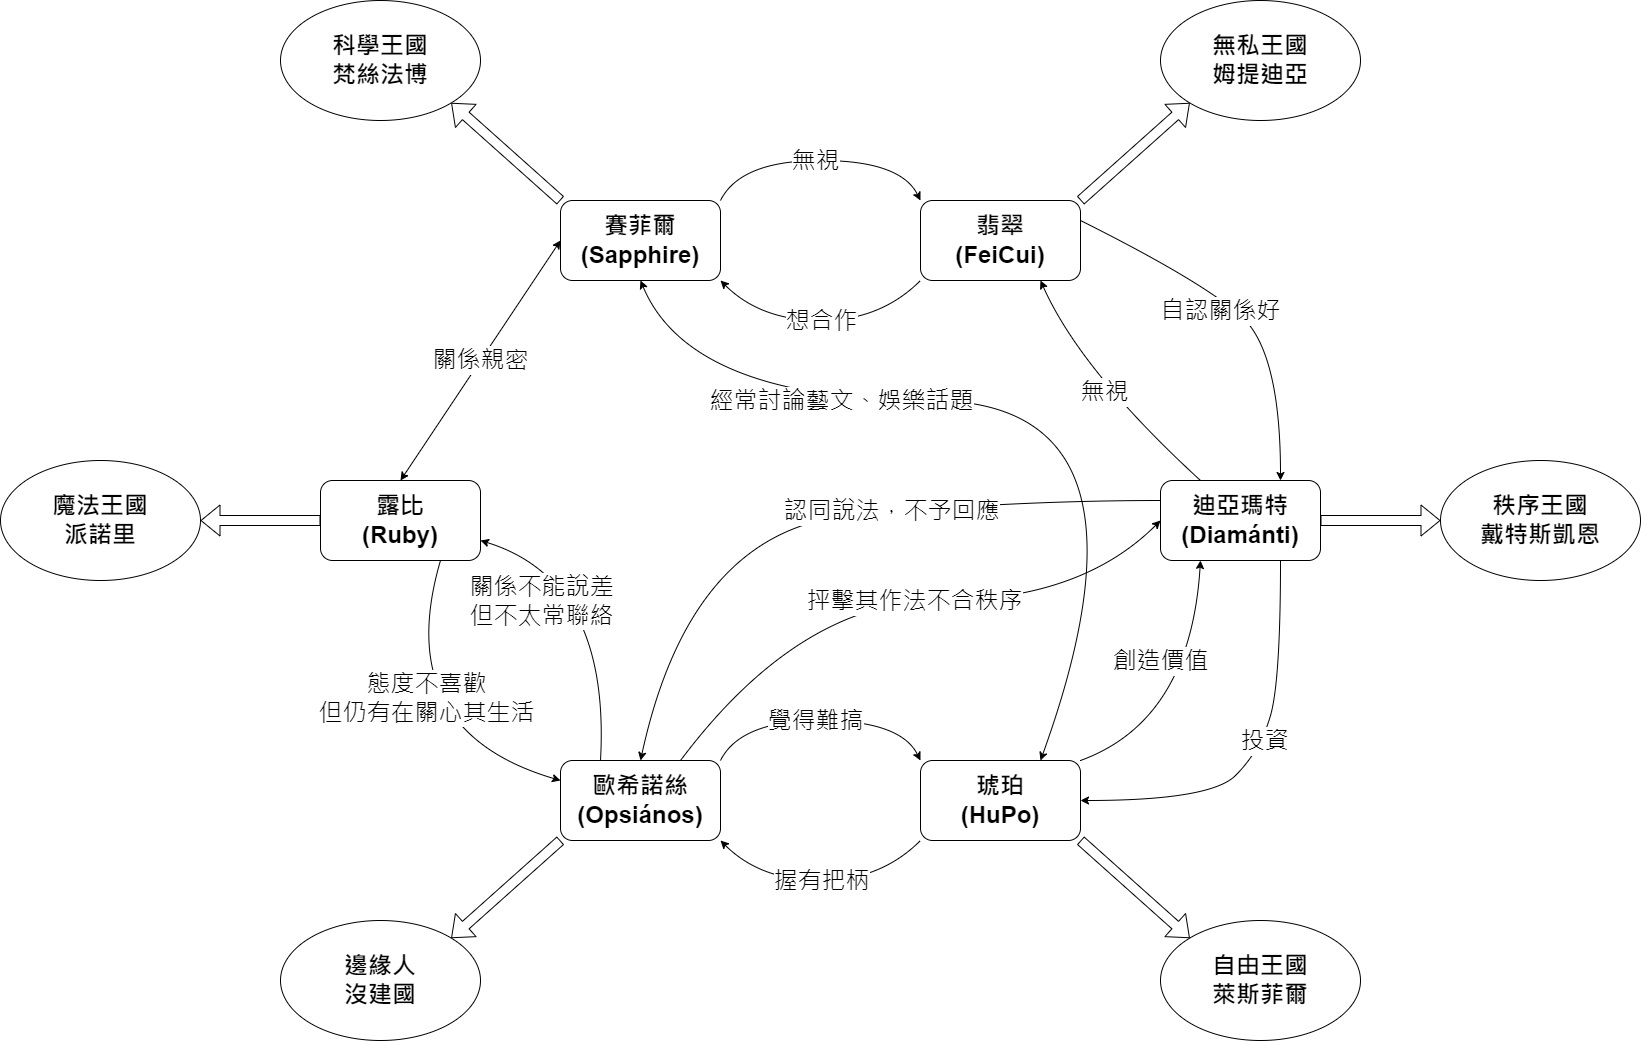 科學王國
梵絲法博
無私王國
姆提迪亞
無視
賽菲爾
(Sapphire)
翡翠
(FeiCui)
想合作
自認關係好
關係親密
無視
經常討論藝文、娛樂話題
魔法王國
派諾里
露比
(Ruby)
認同說法，不予回應
迪亞瑪特
(Diamánti)
秩序王國
戴特斯凱恩
關係不能說差
但不太常聯絡
抨擊其作法不合秩序
創造價值
態度不喜歡
但仍有在關心其生活
覺得難搞
投資
歐希諾絲
(Opsiános)
琥珀
(HuPo)
握有把柄
邊緣人
沒建國
自由王國
萊斯菲爾